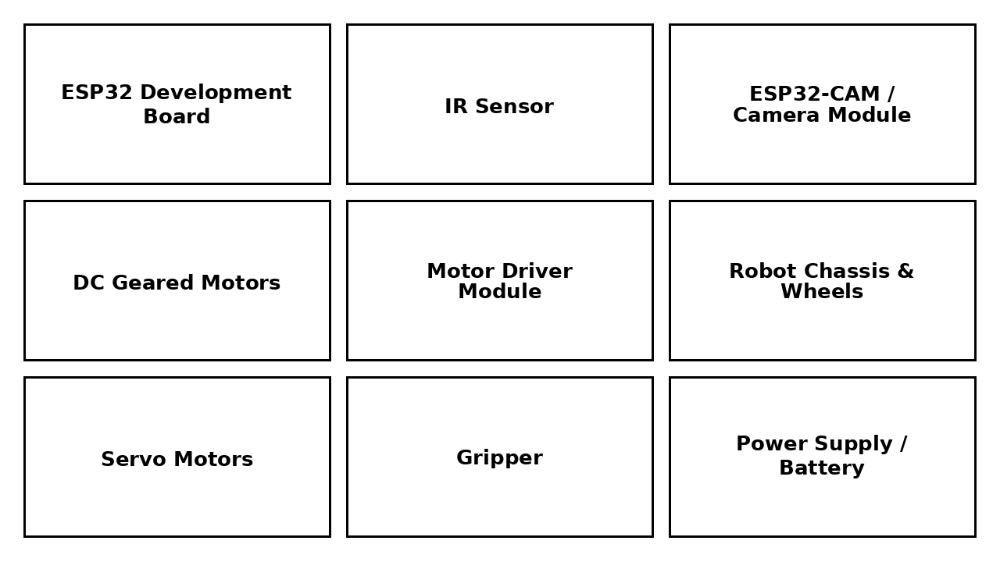 ESP32 Development
Board
IR Sensor
ESP32-CAM /
Camera Module
DC Geared Motors
Motor Driver
Module
Robot Chassis &
Wheels
Servo Motors
Gripper
Power Supply /
Battery